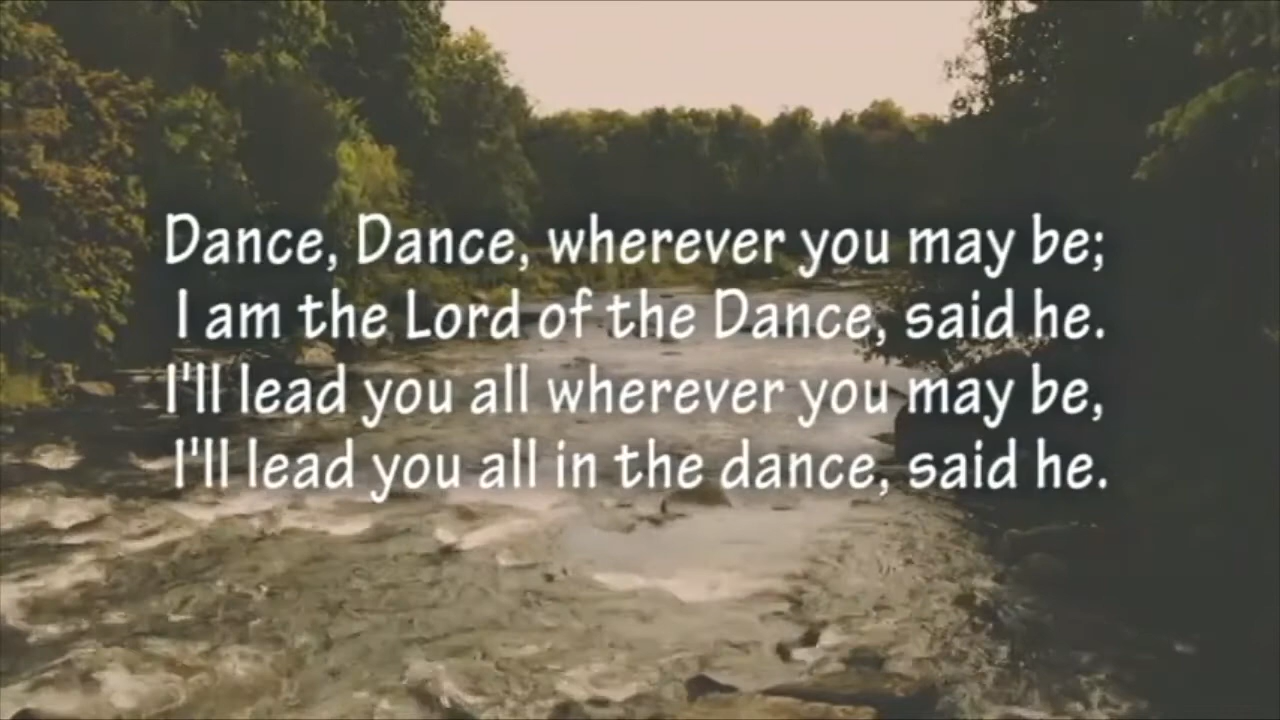 Dance, Dance, wherever you may be;
I am the Lord of the Dance, said he.
I'll lead you all wherever you may be,
I'll lead you all in the dance, said he.